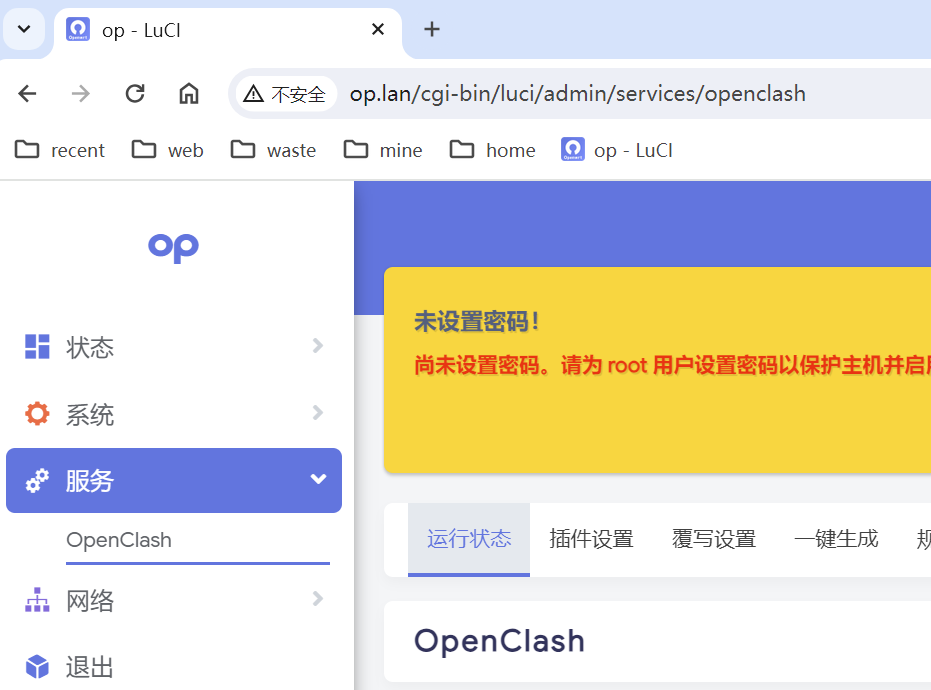 op - LuCI
不安全 op.lan/cgi-bin/luci/admin/services/openclash
recent web waste mine home op - LuCI
op
状态
系统
服务
OpenClash
网络
退出
未设置密码！
尚未设置密码。请为 root 用户设置密码以保护主机并启
运行状态 插件设置 覆写设置 一键生成
OpenClash